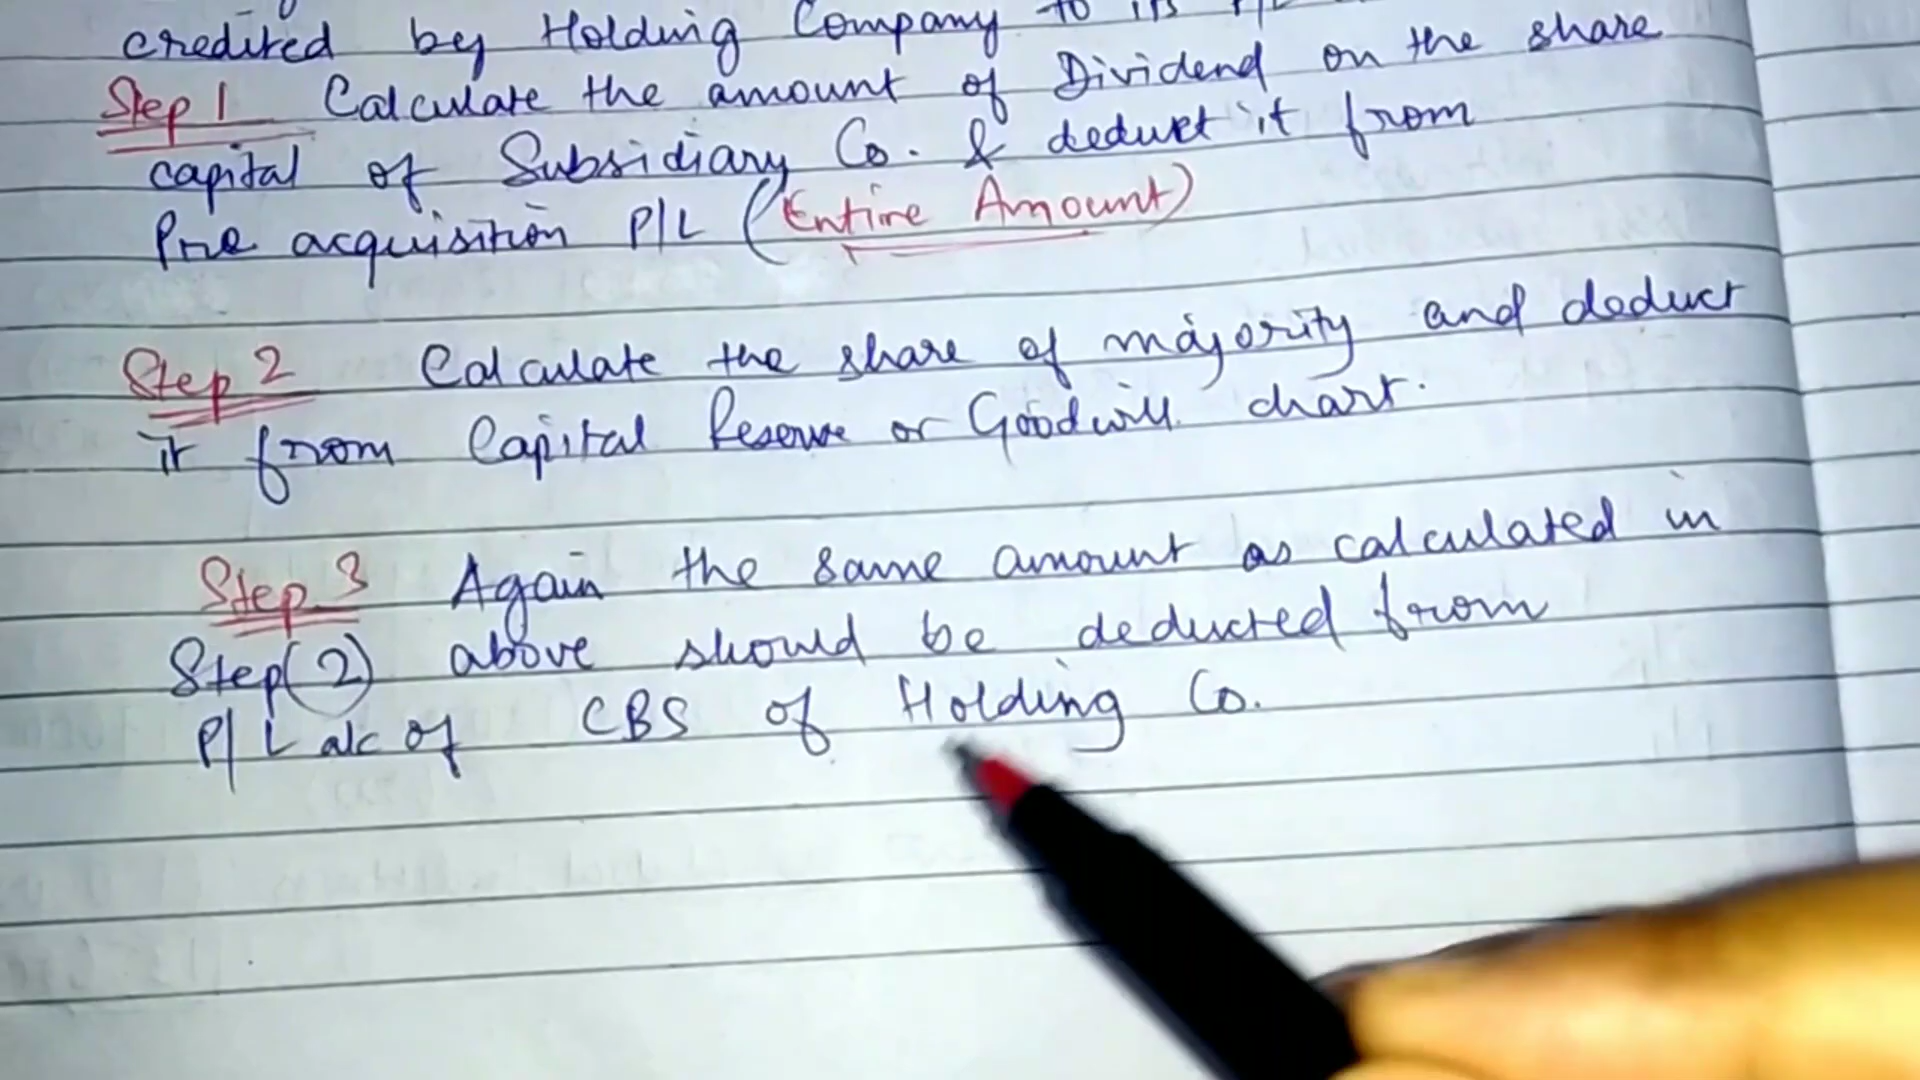 credited by Holding Company to its P/L
Step 1 Calculate the amount of Dividend on the share
capital of Subsidiary Co. & deduct it from
Pre acquisition P/L (Entire Amount)
Step 2 Calculate the share of majority and deduct
it from Capital Reserve or Goodwill chart.
Step 3 Again the same amount as calculated in
Step (2) above should be deducted from
P/L a/c of CBS of Holding Co.